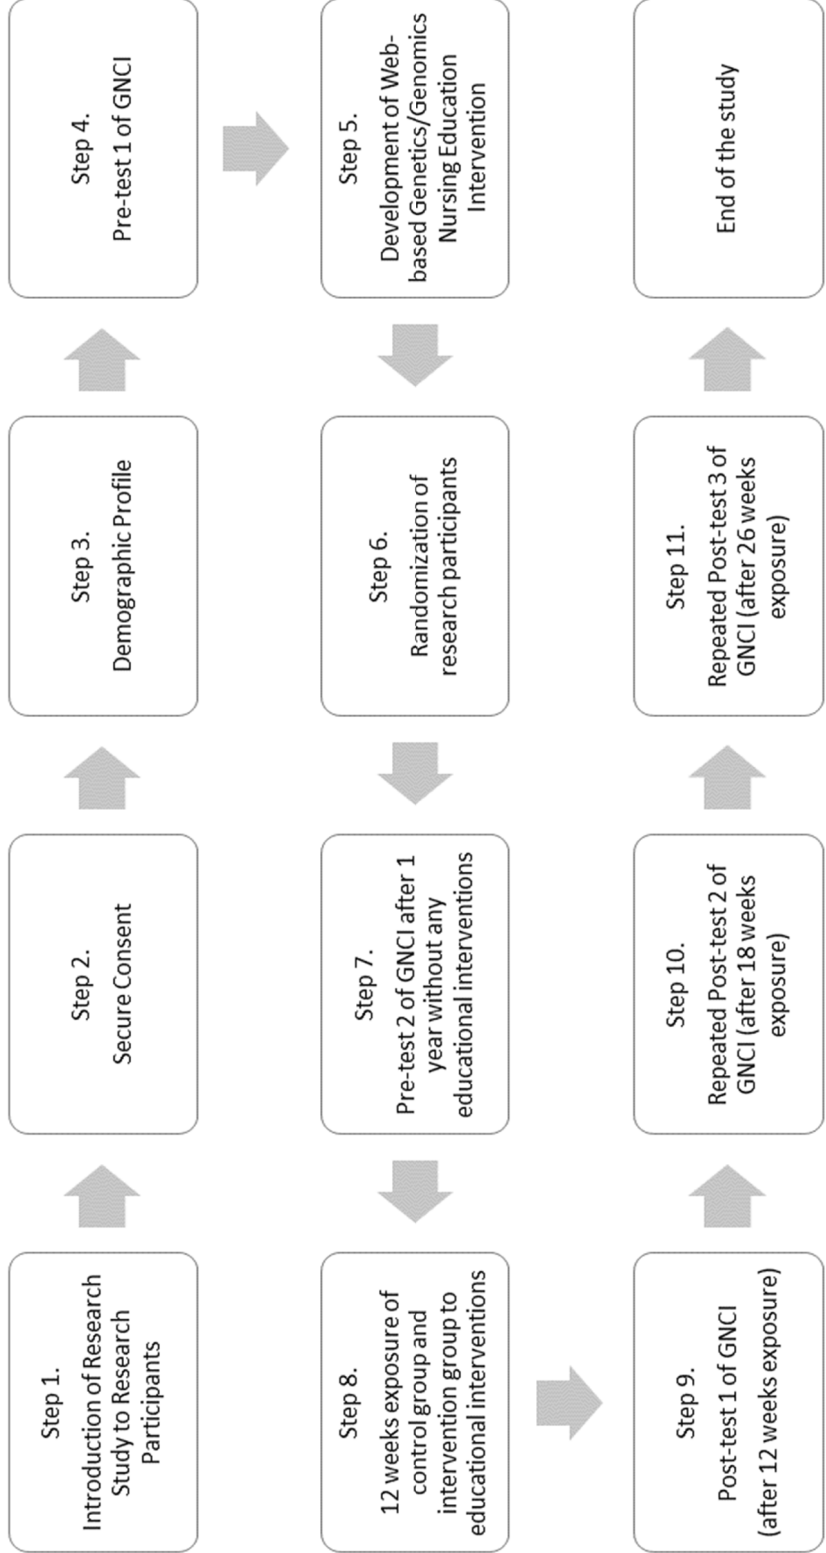 Step 1.
Introduction of Research
Study to Research
Participants
Step 2.
Secure Consent
Step 3.
Demographic Profile
Step 4.
Pre-test 1 of GNCI
Step 5.
Development of Web-
based Genetics/Genomics
Nursing Education
Intervention
Step 6.
Randomization of
research participants
Step 7.
Pre-test 2 of GNCI after 1
year without any
educational interventions
Step 8.
12 weeks exposure of
control group and
intervention group to
educational interventions
Step 9.
Post-test 1 of GNCI
(after 12 weeks exposure)
Step 10.
Repeated Post-test 2 of
GNCI (after 18 weeks
exposure)
Step 11.
Repeated Post-test 3 of
GNCI (after 26 weeks
exposure)
End of the study